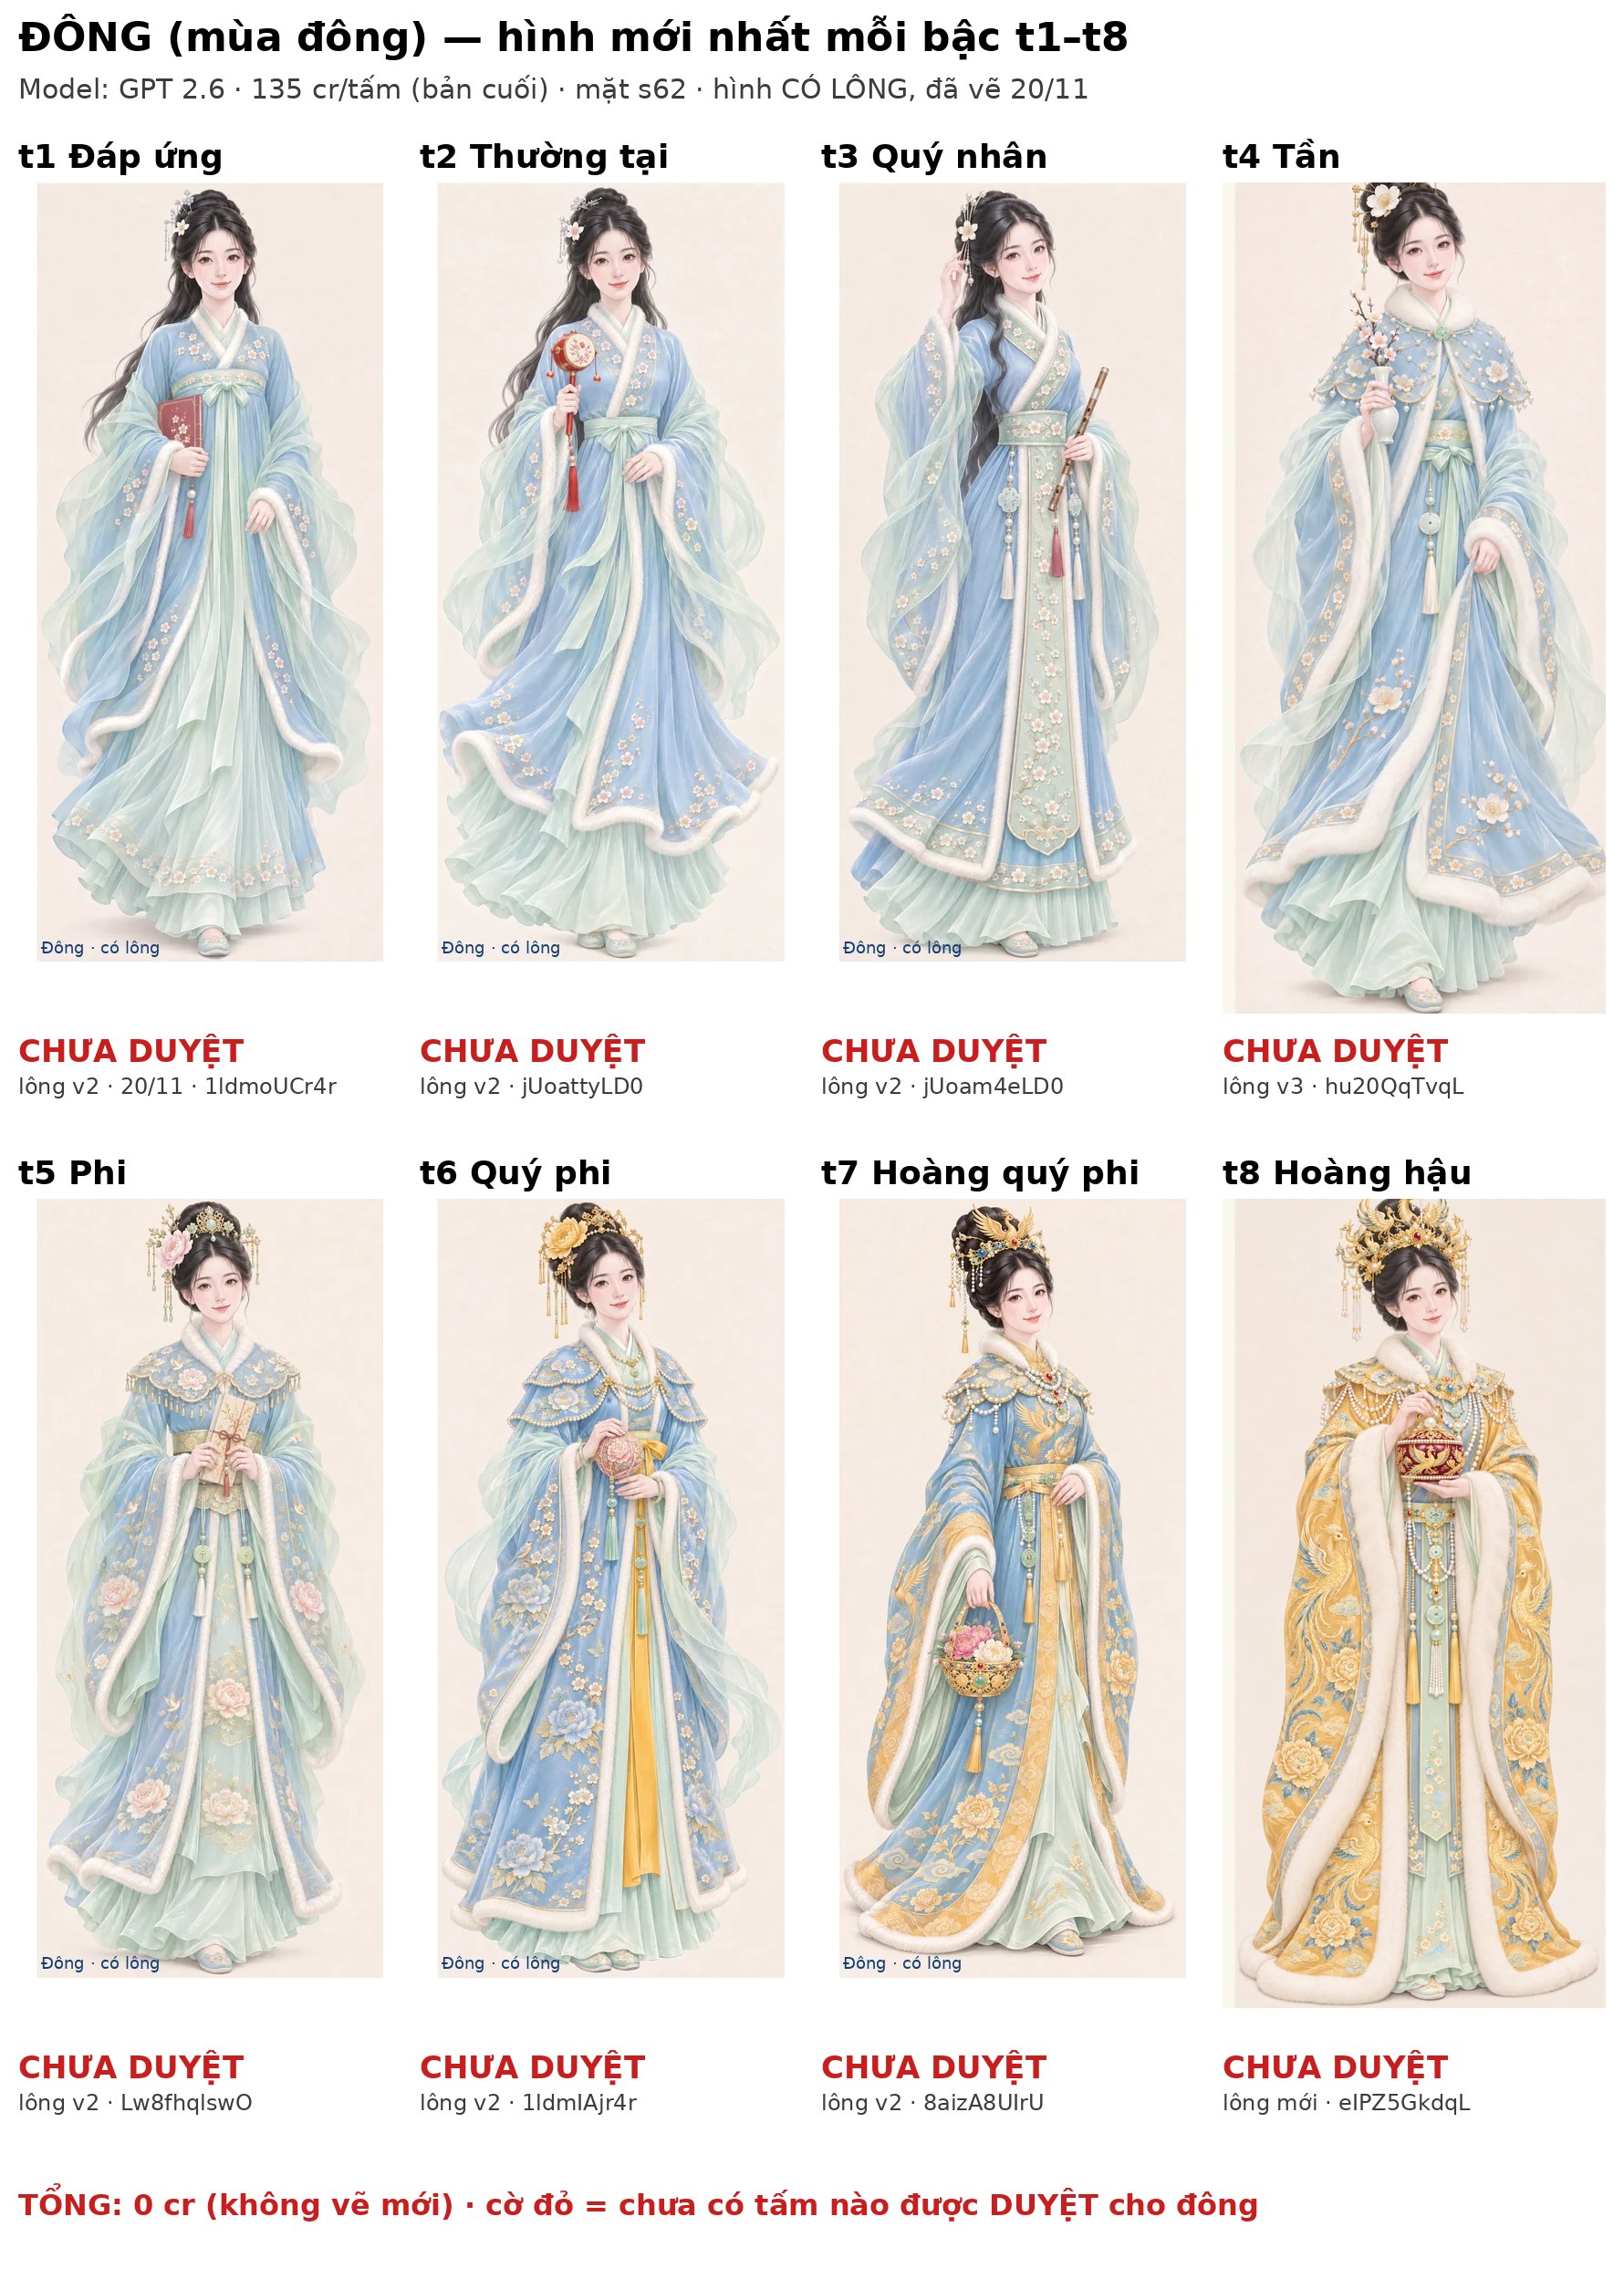 ĐÔNG (mùa đông) — hình mới nhất mỗi bậc t1–t8
Model: GPT 2.6 · 135 cr/tấm (bản cuối) · mặt s62 · hình CÓ LÔNG, đã vẽ 20/11
t1 Đáp ứng
t2 Thường tại
t3 Quý nhân
t4 Tần
Đông · có lông
Đông · có lông
Đông · có lông
CHƯA DUYỆT
CHƯA DUYỆT
CHƯA DUYỆT
CHƯA DUYỆT
lông v2 · 20/11 · 1ldmoUCr4r
lông v2 · jUoattyLD0
lông v2 · jUoam4eLD0
lông v3 · hu20QqTvqL
t5 Phi
t6 Quý phi
t7 Hoàng quý phi
t8 Hoàng hậu
Đông · có lông
Đông · có lông
Đông · có lông
CHƯA DUYỆT
CHƯA DUYỆT
CHƯA DUYỆT
CHƯA DUYỆT
lông v2 · Lw8fhqlswO
lông v2 · 1ldmIAjr4r
lông v2 · 8aizA8UIrU
lông mới · eIPZ5GkdqL
TỔNG: 0 cr (không vẽ mới) · cờ đỏ = chưa có tấm nào được DUYỆT cho đông